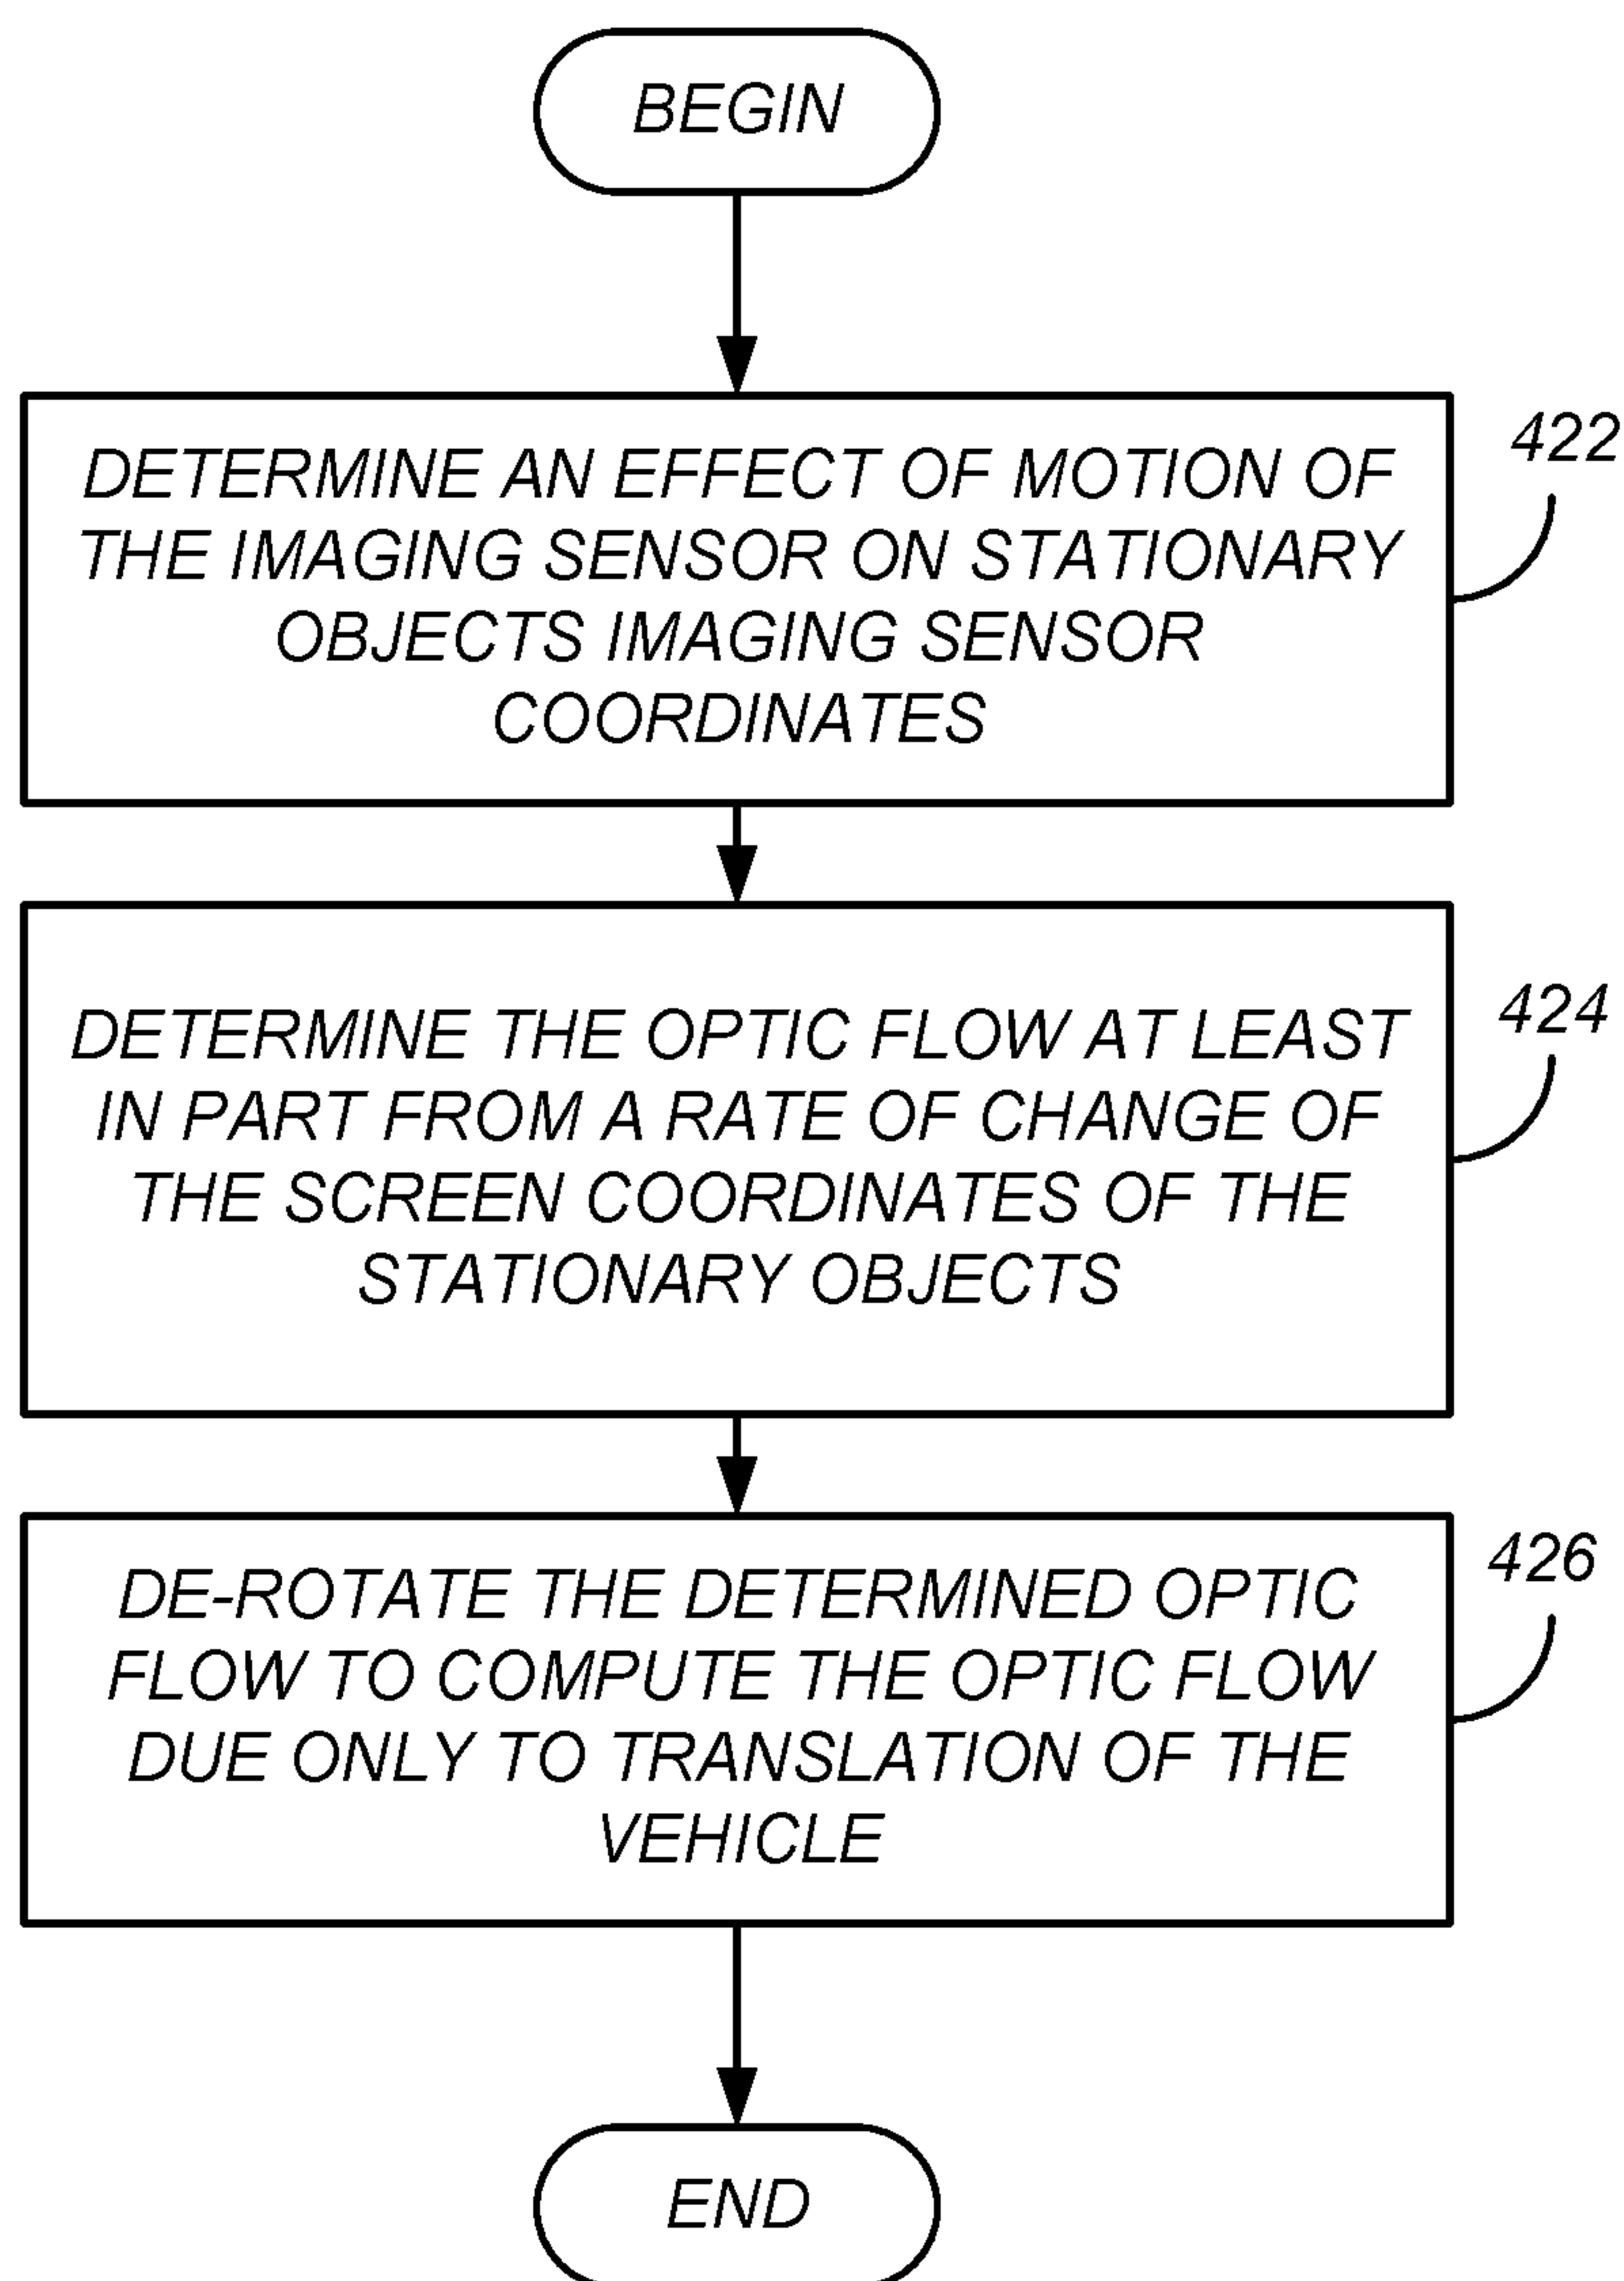 BEGIN
DETERMINE AN EFFECT OF MOTION OF
THE IMAGING SENSOR ON STATIONARY
OBJECTS IMAGING SENSOR
COORDINATES
422
DETERMINE THE OPTIC FLOW AT LEAST
IN PART FROM A RATE OF CHANGE OF
THE SCREEN COORDINATES OF THE
STATIONARY OBJECTS
424
DE-ROTATE THE DETERMINED OPTIC
FLOW TO COMPUTE THE OPTIC FLOW
DUE ONLY TO TRANSLATION OF THE
VEHICLE
426
END